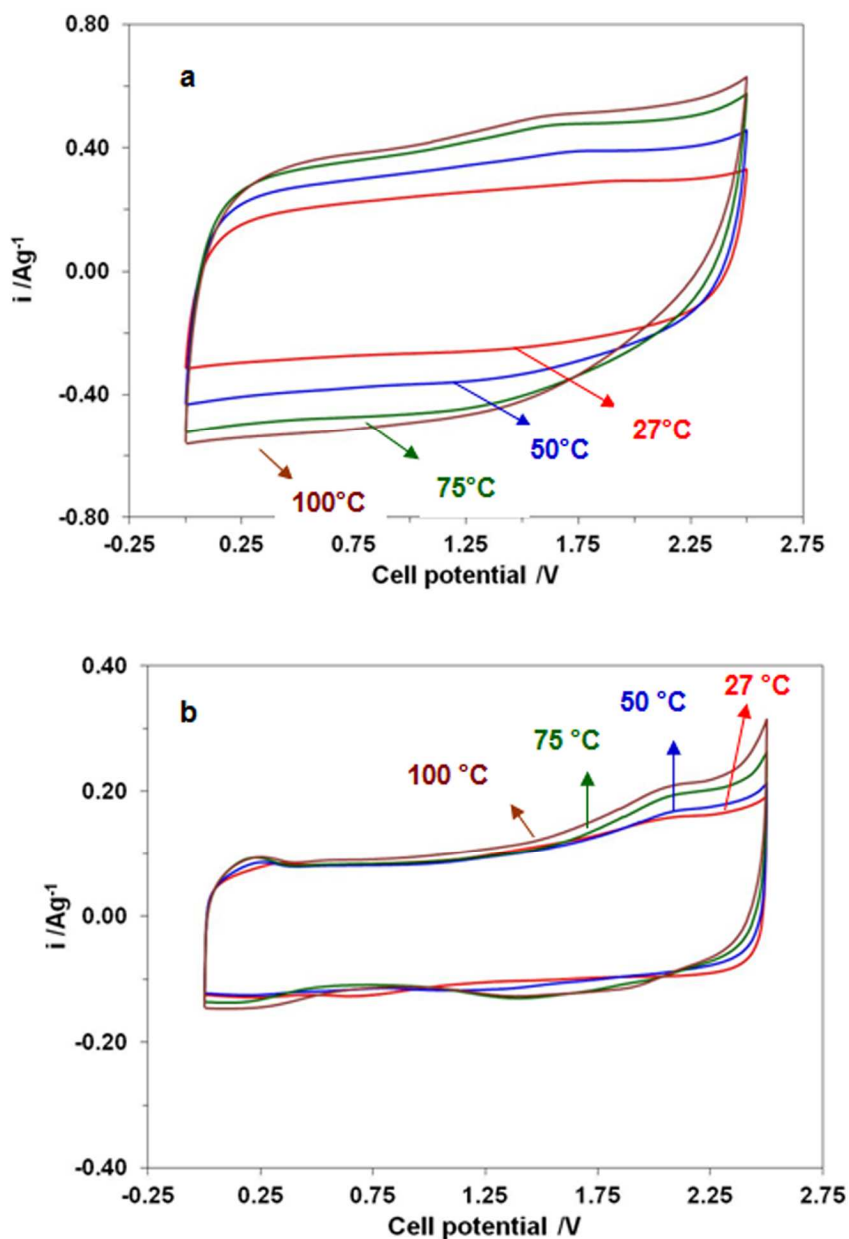 a
0.80
0.40
0.00
-0.40
-0.80
i /Ag-1
27°C
50°C
75°C
100°C
-0.25 0.25 0.75 1.25 1.75 2.25 2.75
Cell potential /V
b
0.40
0.20
0.00
-0.20
-0.40
i /Ag-1
27 °C
50 °C
75 °C
100 °C
-0.25 0.25 0.75 1.25 1.75 2.25 2.75
Cell potential /V